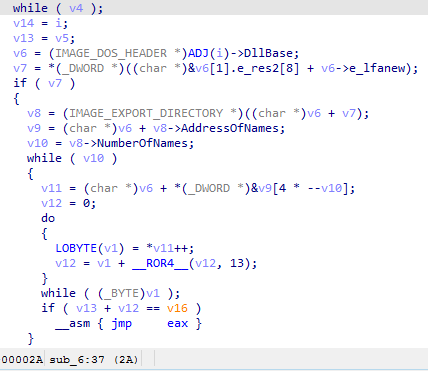 while ( v4 );
v14 = i;
v13 = v5;
v6 = (IMAGE_DOS_HEADER *)ADJ(i)->DllBase;
v7 = *(_DWORD *)((char *)&v6[1].e_res2[8] + v6->e_lfanew);
if ( v7 )
{
v8 = (IMAGE_EXPORT_DIRECTORY *)((char *)v6 + v7);
v9 = (char *)v6 + v8->AddressOfNames;
v10 = v8->NumberOfNames;
while ( v10 )
{
v11 = (char *)v6 + *(_DWORD *)&v9[4 * --v10];
v12 = 0;
do
{
LOBYTE(v1) = *v11++;
v12 = v1 + __ROR4__(v12, 13);
}
while ( (_BYTE)v1 );
if ( v13 + v12 == v16 )
__asm { jmp     eax }
}
00002A sub_6:37 (2A)